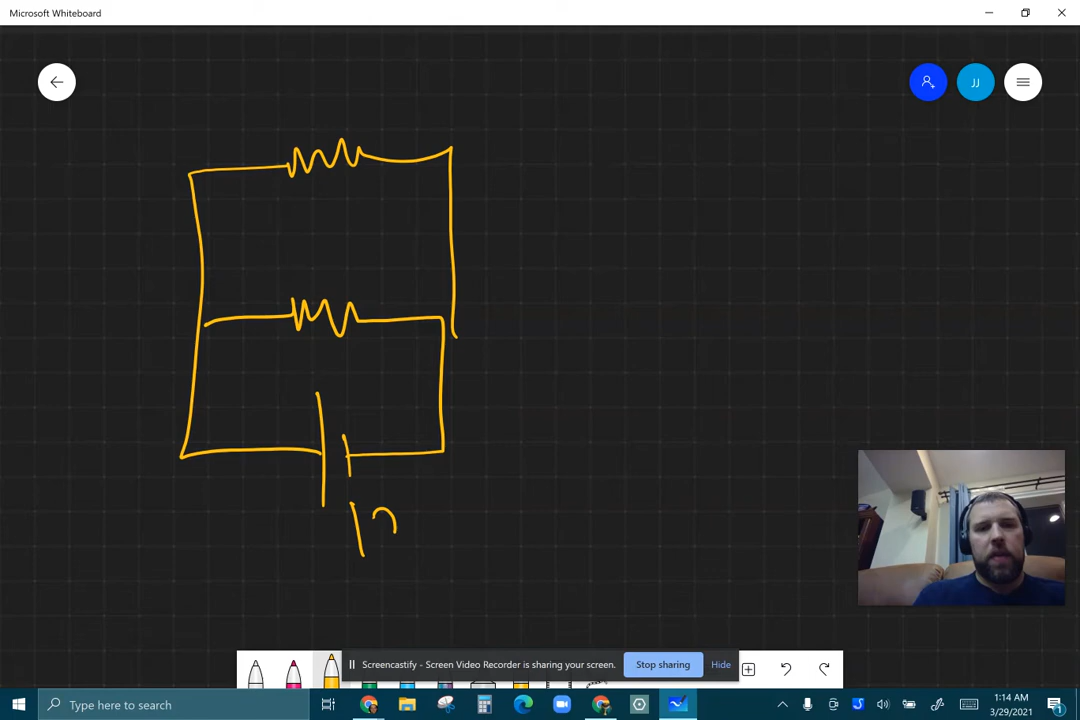 Microsoft Whiteboard
JJ
Screencastify - Screen Video Recorder is sharing your screen.
Stop sharing
Hide
Type here to search
1:14 AM
3/29/2021